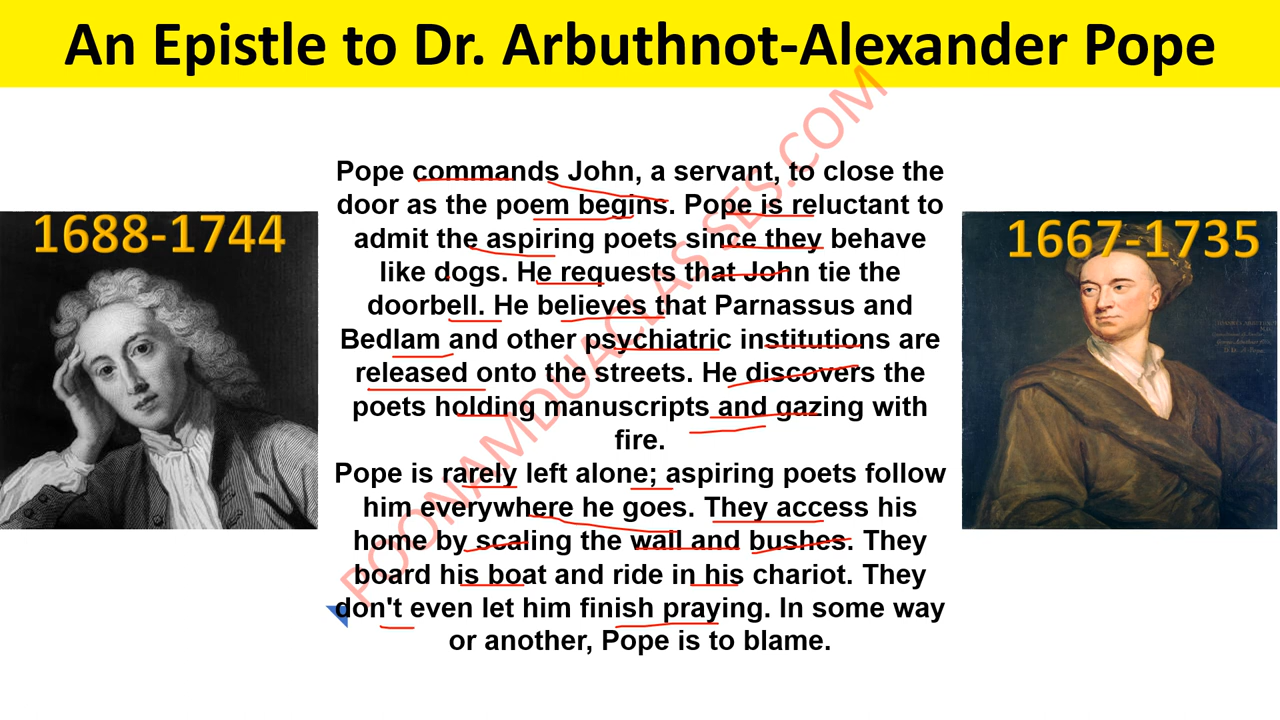 An Epistle to Dr. Arbuthnot-Alexander Pope
1688-1744
1667-1735
Pope commands John, a servant, to close the
door as the poem begins. Pope is reluctant to
admit the aspiring poets since they behave
like dogs. He requests that John tie the
doorbell. He believes that Parnassus and
Bedlam and other psychiatric institutions are
released onto the streets. He discovers the
poets holding manuscripts and gazing with
fire.
Pope is rarely left alone; aspiring poets follow
him everywhere he goes. They access his
home by scaling the wall and bushes. They
board his boat and ride in his chariot. They
don't even let him finish praying. In some way
or another, Pope is to blame.
POONAMDUACLASSES.COM